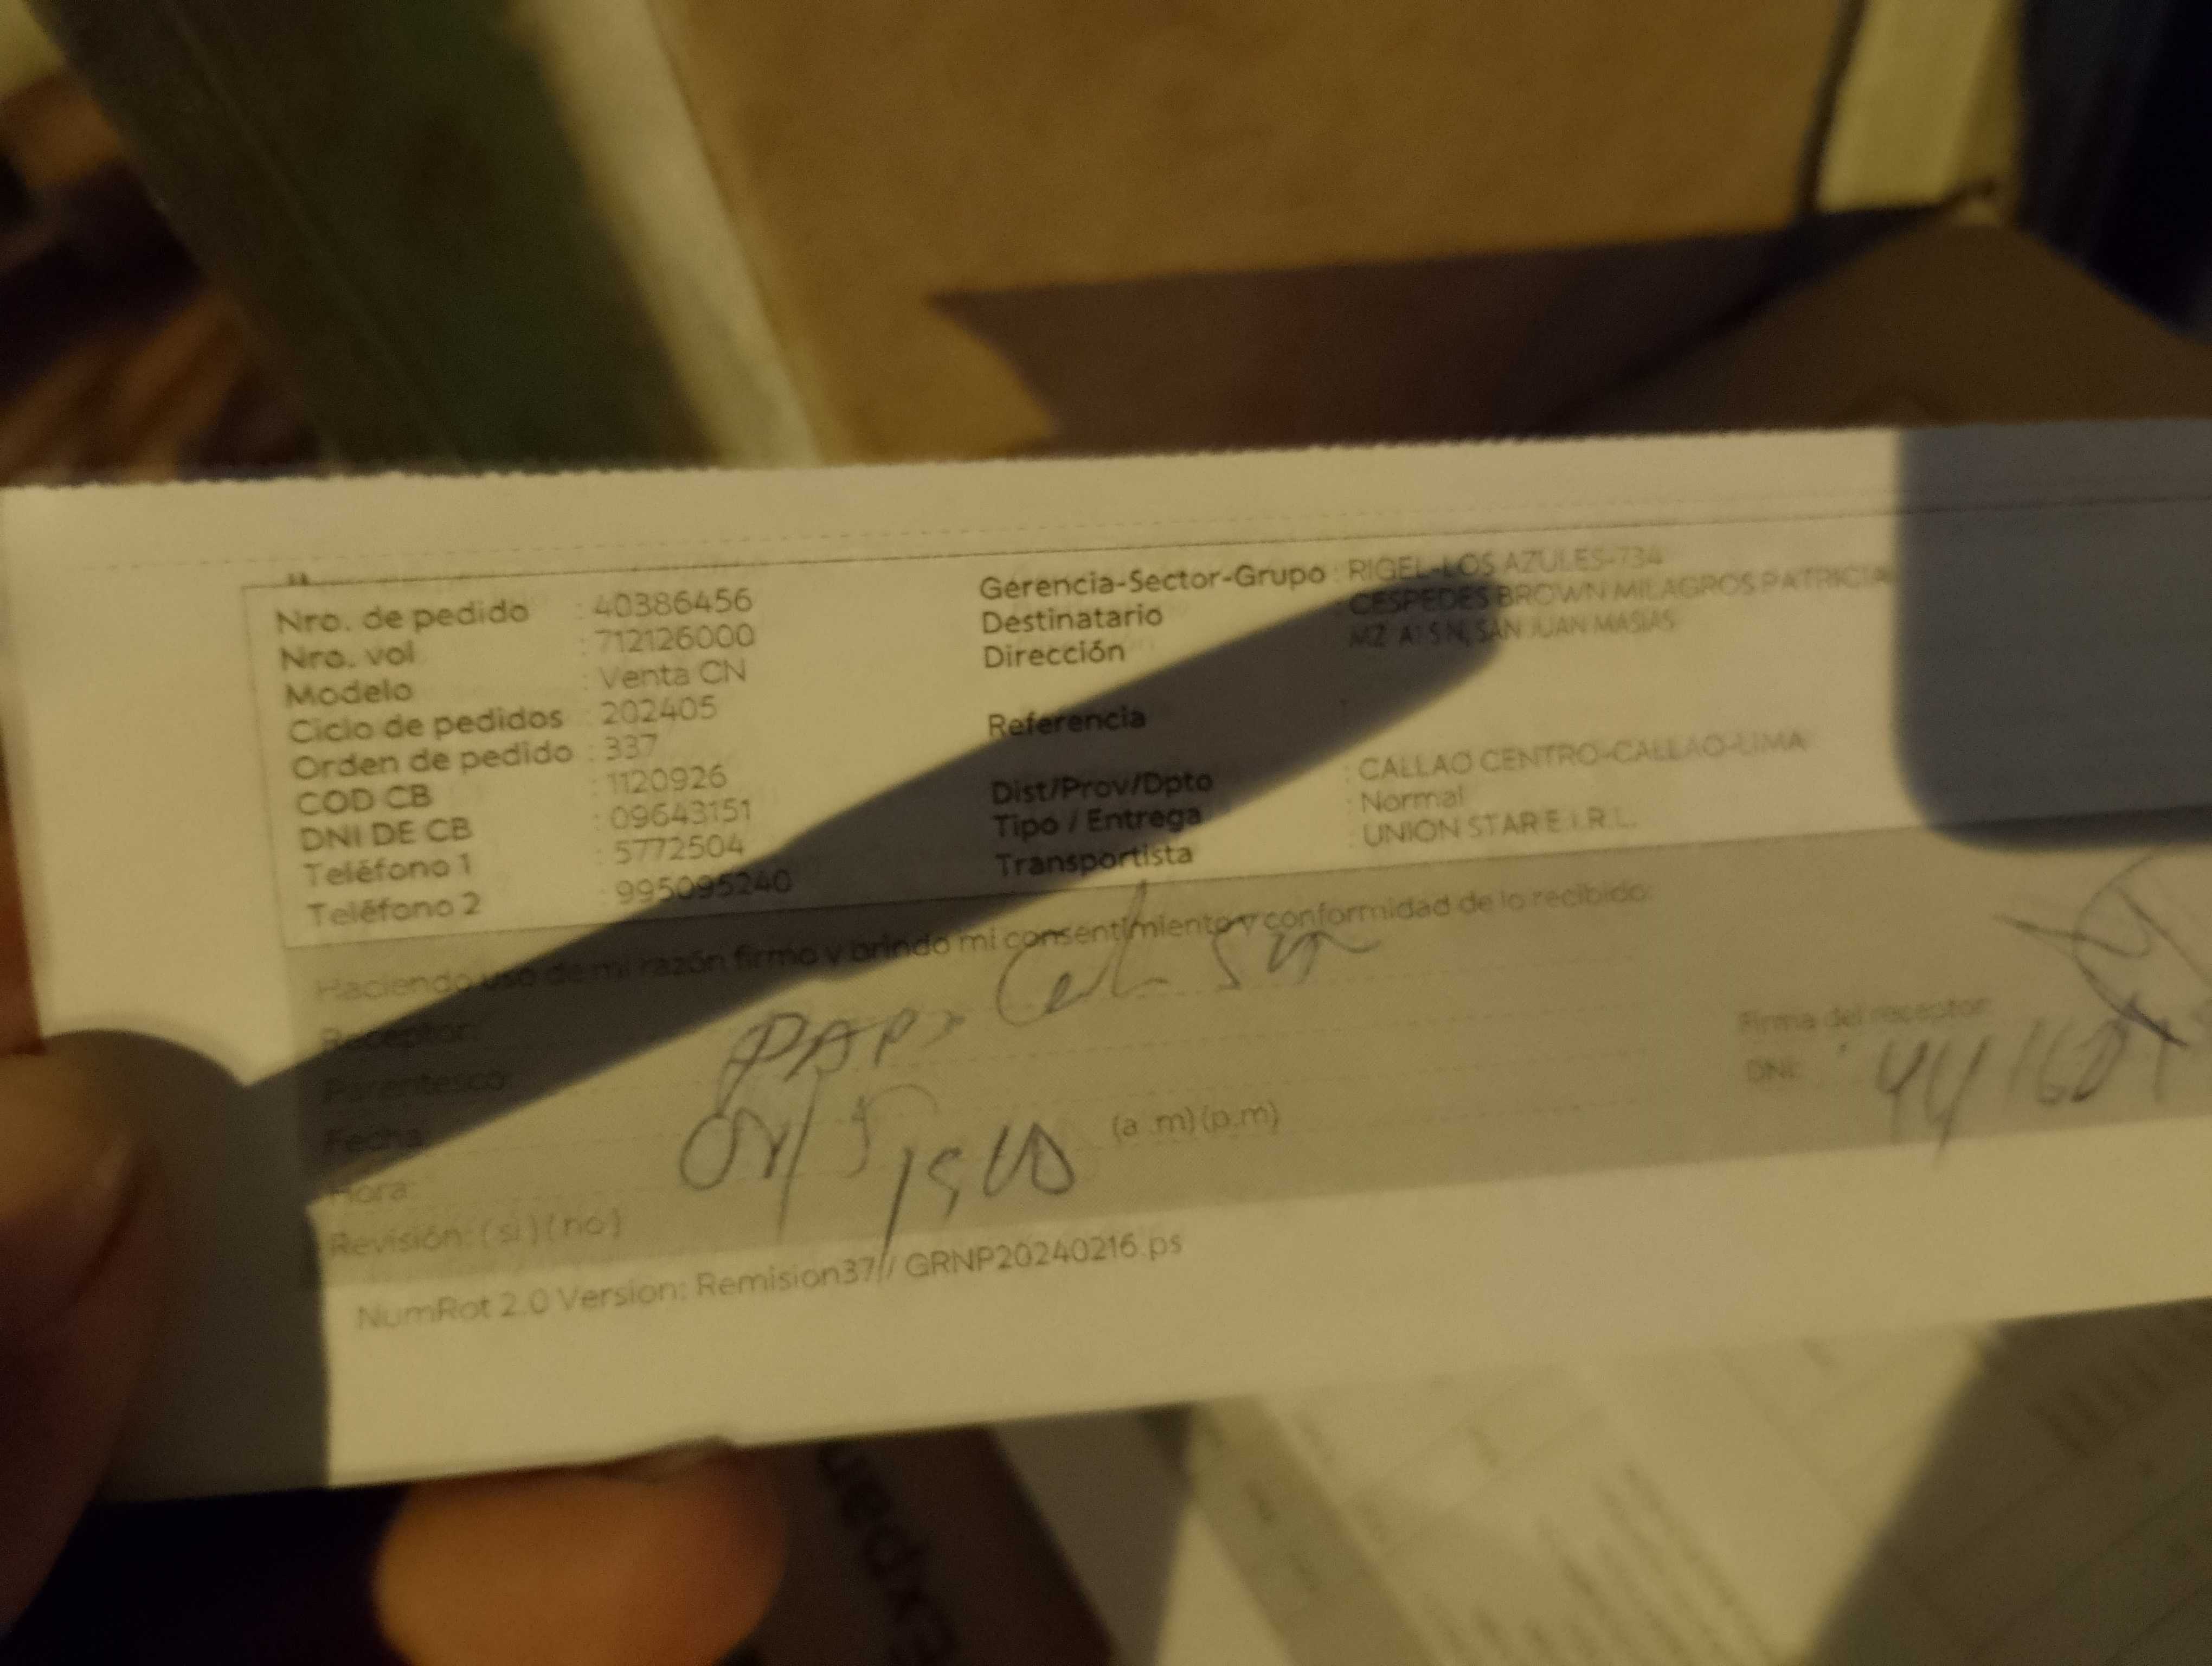 Nro. de pedido : 40386456
Nro. vol : 712126000
Modelo : Venta CN
Ciclo de pedidos : 202405
Orden de pedido : 337
COD CB : 1120926
DNI DE CB : 09643151
Teléfono 1 : 5772504
Teléfono 2 : 995095240
Gerencia-Sector-Grupo : RIGEL-LOS AZULES-734
Destinatario : CESPEDES BROWN MILAGROS PATRICIA
Dirección : MZ A1 SN, SAN JUAN MASIAS
Referencia :
Dist/Prov/Dpto : CALLAO CENTRO-CALLAO-LIMA
Tipo / Entrega : Normal
Transportista : UNION STAR E.I.R.L.
Haciendo uso de mi razón firmo y brindo mi consentimiento y conformidad de lo recibido:
Receptor:
Parentesco:
Fecha:
Hora: (a .m) (p.m)
Revisión: ( si ) ( no )
Firma del receptor:
DNI:
NumRot 2.0 Version: Remision37// GRNP20240216.ps